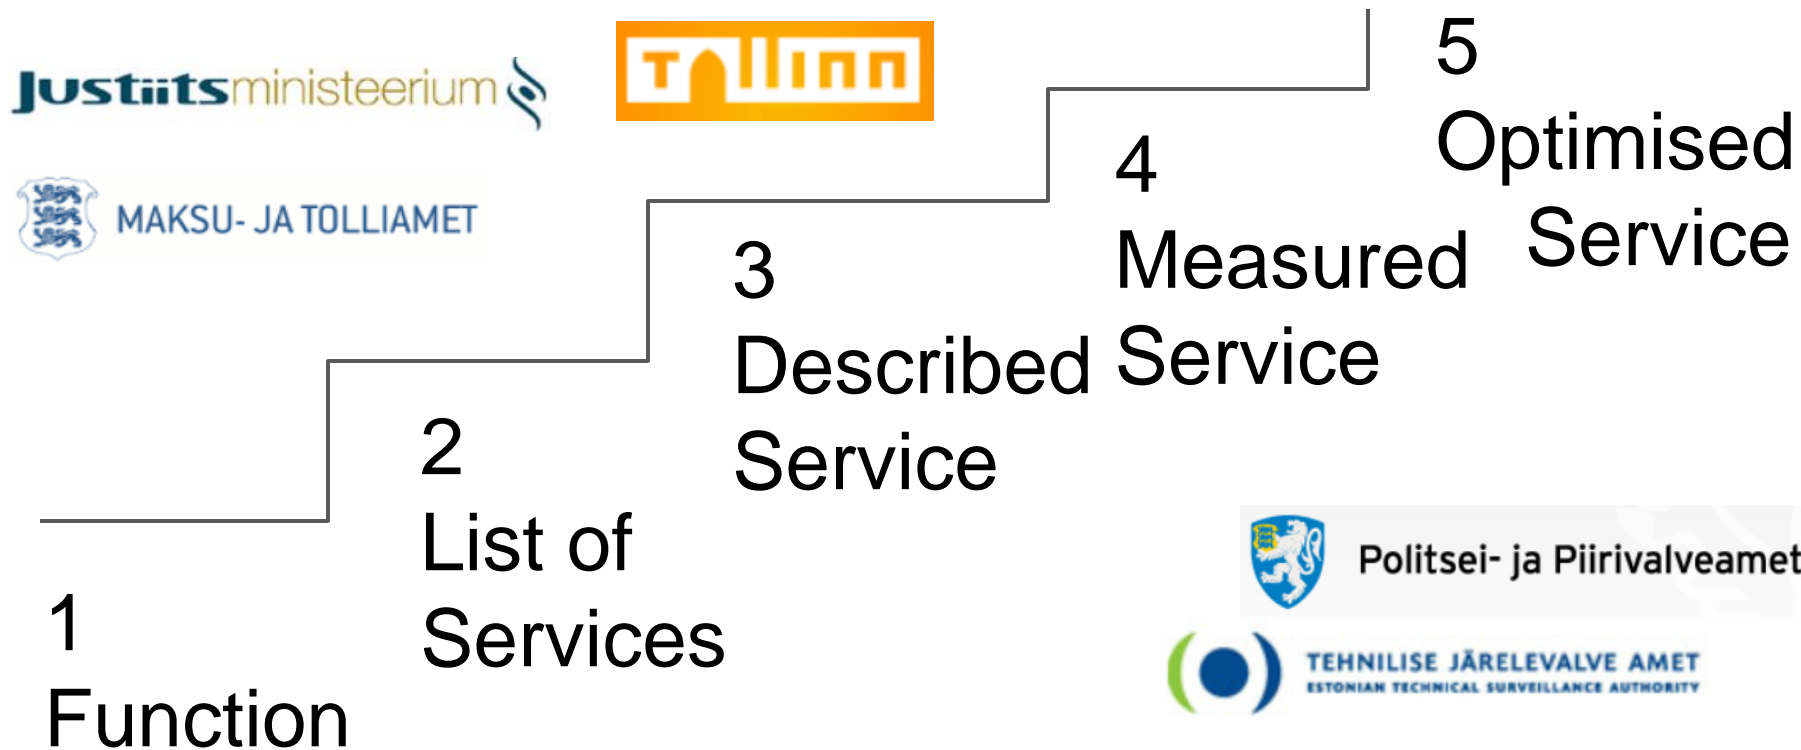 Justiitsministeerium
Tallinn
MAKSU- JA TOLLIAMET
1
Function
2
List of
Services
3
Described
Service
4
Measured
Service
5
Optimised
Service
Politsei- ja Piirivalveamet
TEHNILISE JÄRELEVALVE AMET
ESTONIAN TECHNICAL SURVEILLANCE AUTHORITY